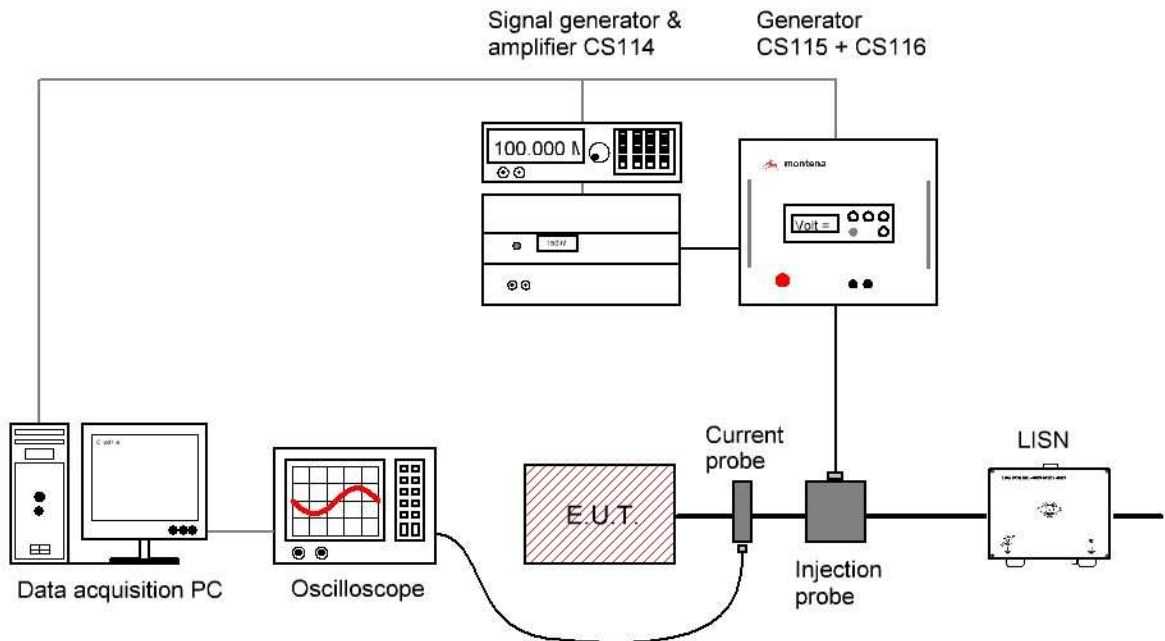 Signal generator &
amplifier CS114
Generator
CS115 + CS116
100.000 M
montena
Volt =
150W
Current
probe
LISN
E.U.T.
Data acquisition PC
Oscilloscope
Injection
probe